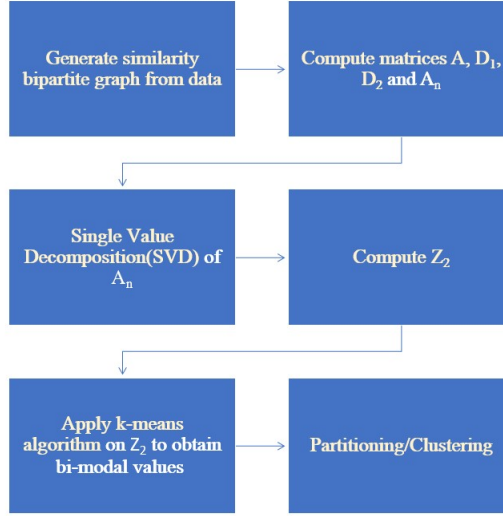 Generate similarity
bipartite graph from data
Compute matrices A, D₁,
D₂ and Aₙ
Single Value
Decomposition(SVD) of
Aₙ
Compute Z₂
Apply k-means
algorithm on Z₂ to obtain
bi-modal values
Partitioning/Clustering